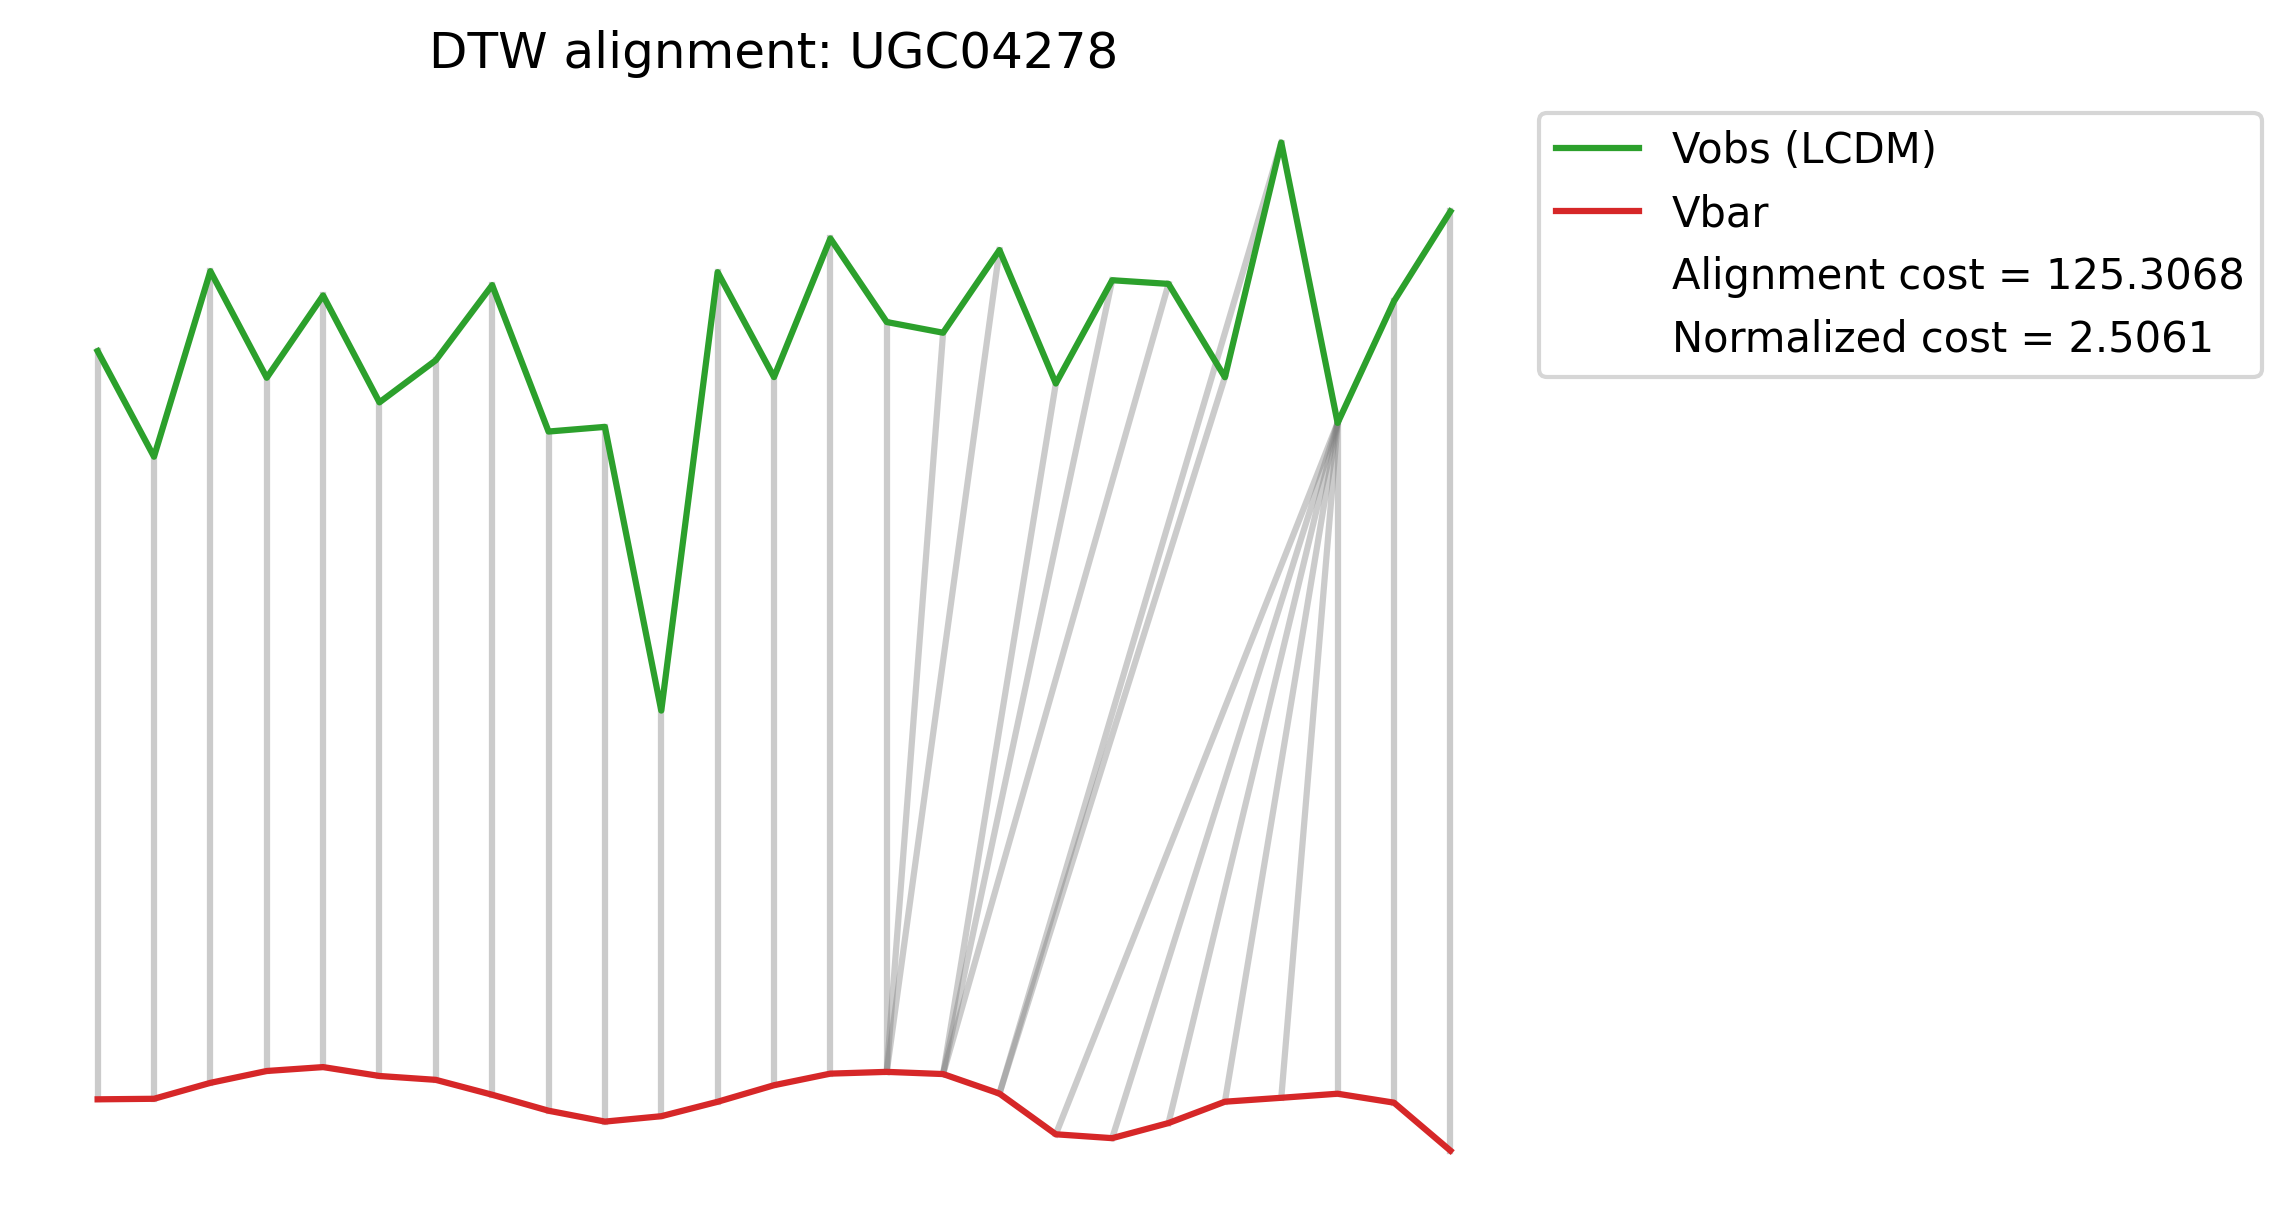 DTW alignment: UGC04278
Vobs (LCDM)
Vbar
Alignment cost = 125.3068
Normalized cost = 2.5061